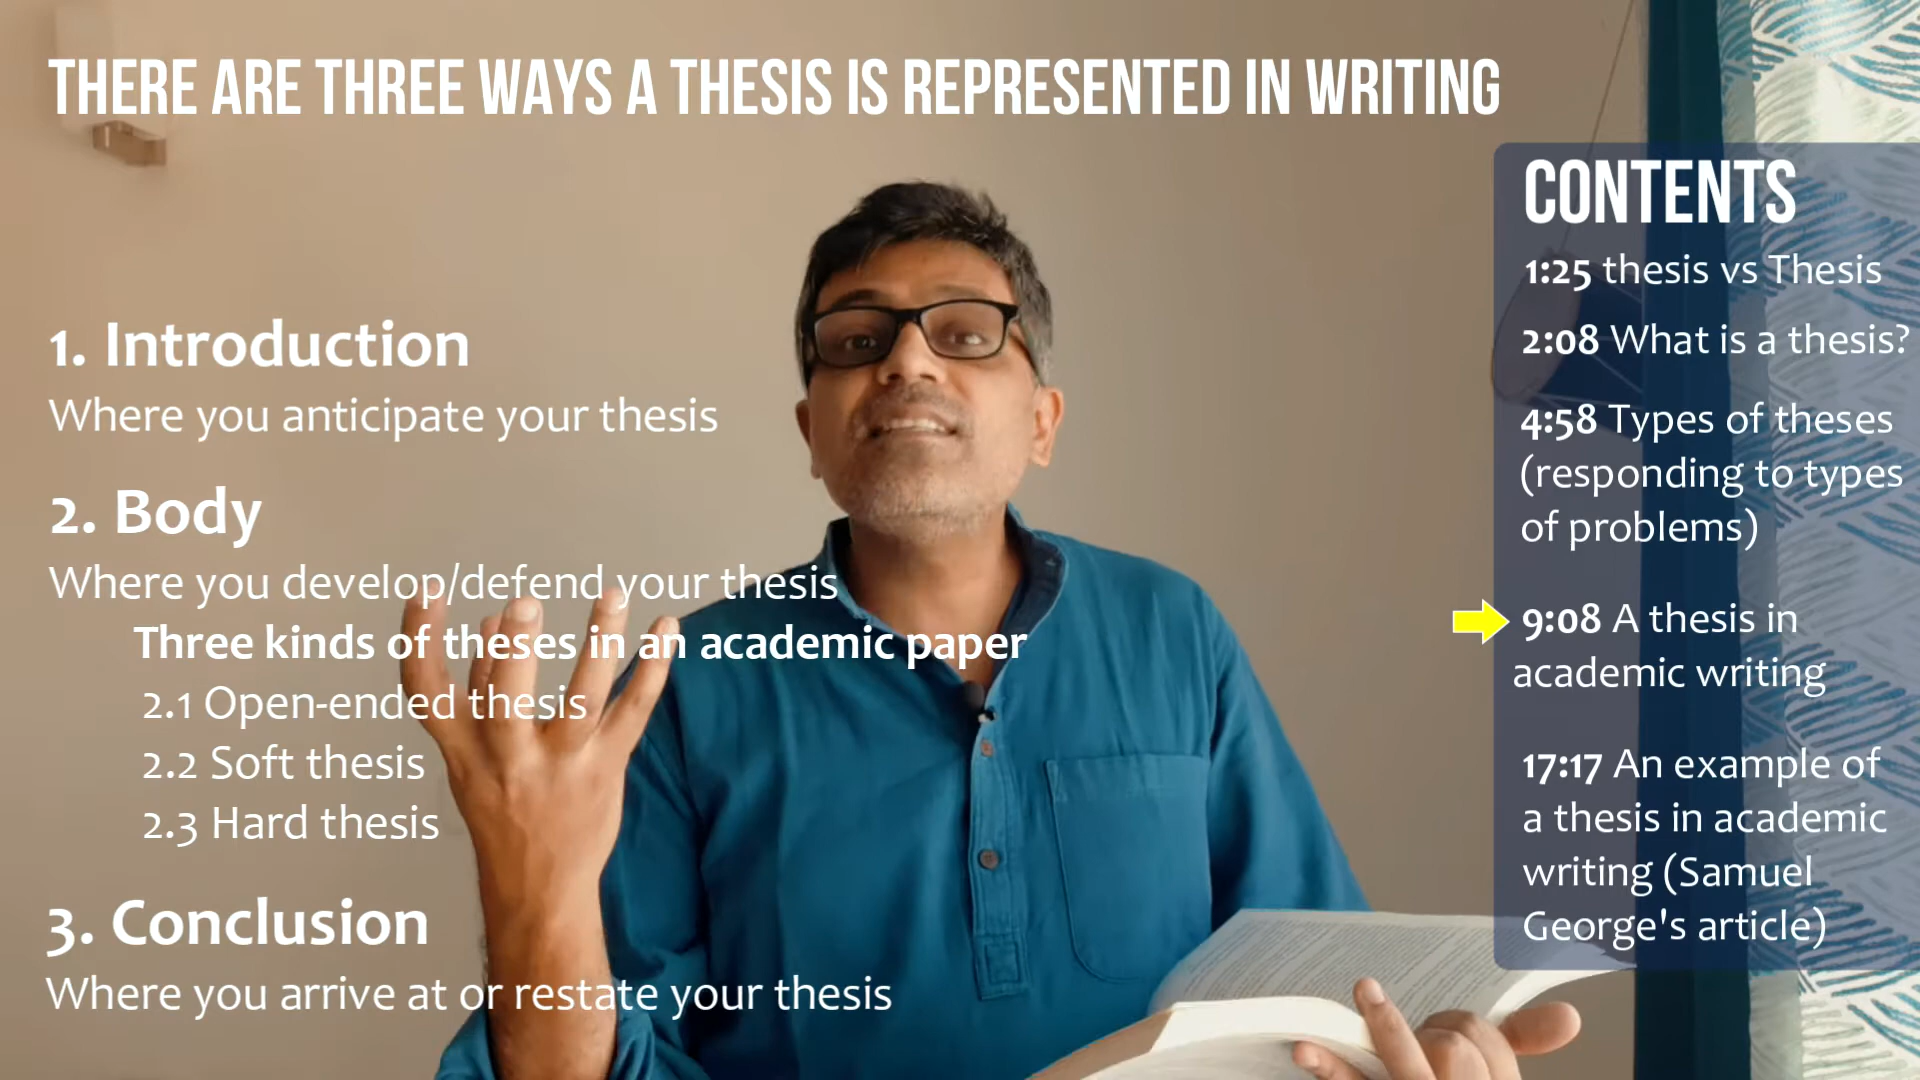 THERE ARE THREE WAYS A THESIS IS REPRESENTED IN WRITING
1. Introduction
Where you anticipate your thesis
2. Body
Where you develop/defend your thesis
Three kinds of theses in an academic paper
2.1 Open-ended thesis
2.2 Soft thesis
2.3 Hard thesis
3. Conclusion
Where you arrive at or restate your thesis
CONTENTS
1:25 thesis vs Thesis
2:08 What is a thesis?
4:58 Types of theses
(responding to types
of problems)
9:08 A thesis in
academic writing
17:17 An example of
a thesis in academic
writing (Samuel
George's article)